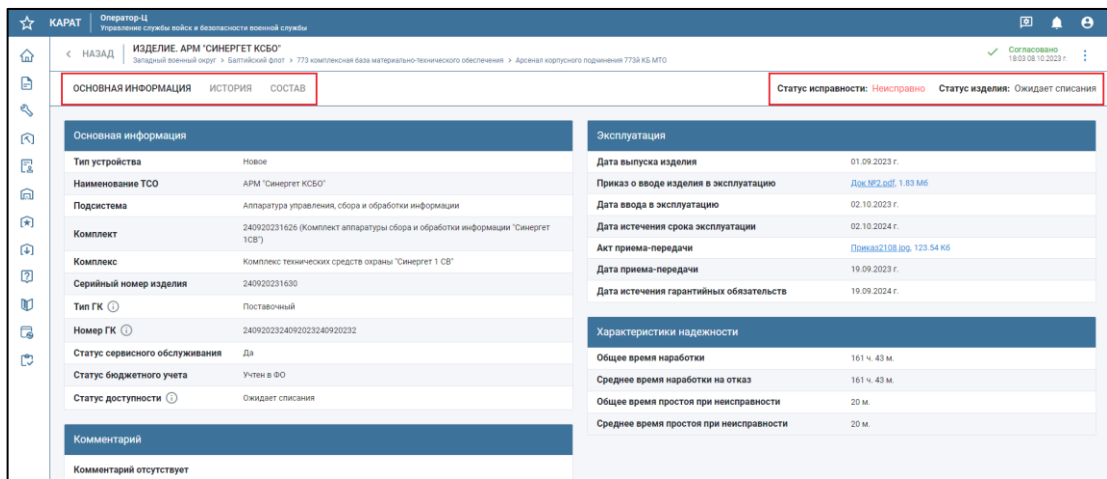 КАРАТ
Оператор-Ц
Управление службы войск и безопасности военной службы
НАЗАД
ИЗДЕЛИЕ. АРМ "СИНЕРГЕТ КСБО"
Западный военный округ > Балтийский флот > 773 комплексная база материально-технического обеспечения > Арсенал корпусного подчинения 773й КБ МТО
Согласовано
18:03 08.10.2023 г.
ОСНОВНАЯ ИНФОРМАЦИЯ ИСТОРИЯ СОСТАВ
Статус исправности: Неисправно Статус изделия: Ожидает списания
Основная информация
Тип устройства Новое
Наименование ТСО АРМ "Синергет КСБО"
Подсистема Аппаратура управления, сбора и обработки информации
Комплект 240920231626 (Комплект аппаратуры сбора и обработки информации "Синергет
1СВ")
Комплекс Комплекс технических средств охраны "Синергет 1 СВ"
Серийный номер изделия 240920231630
Тип ГК Поставочный
Номер ГК 2409202324092023240920232
Статус сервисного обслуживания Да
Статус бюджетного учета Учтен в ФО
Статус доступности Ожидает списания
Комментарий
Комментарий отсутствует
Эксплуатация
Дата выпуска изделия 01.09.2023 г.
Приказ о вводе изделия в эксплуатацию Док №2.pdf, 1.83 Мб
Дата ввода в эксплуатацию 02.10.2023 г.
Дата истечения срока эксплуатации 02.10.2024 г.
Акт приема-передачи Приказ2108.jpg, 123.54 Кб
Дата приема-передачи 19.09.2023 г.
Дата истечения гарантийных обязательств 19.09.2024 г.
Характеристики надежности
Общее время наработки 161 ч. 43 м.
Среднее время наработки на отказ 161 ч. 43 м.
Общее время простоя при неисправности 20 м.
Среднее время простоя при неисправности 20 м.